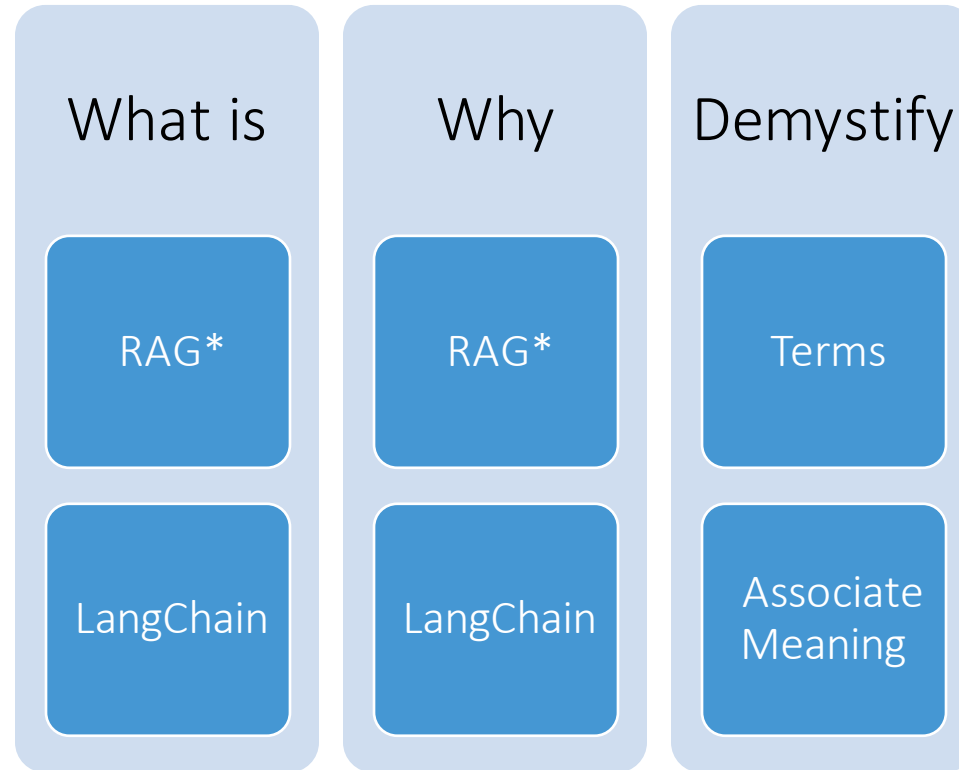 What is
RAG*
LangChain
Why
RAG*
LangChain
Demystify
Terms
Associate
Meaning